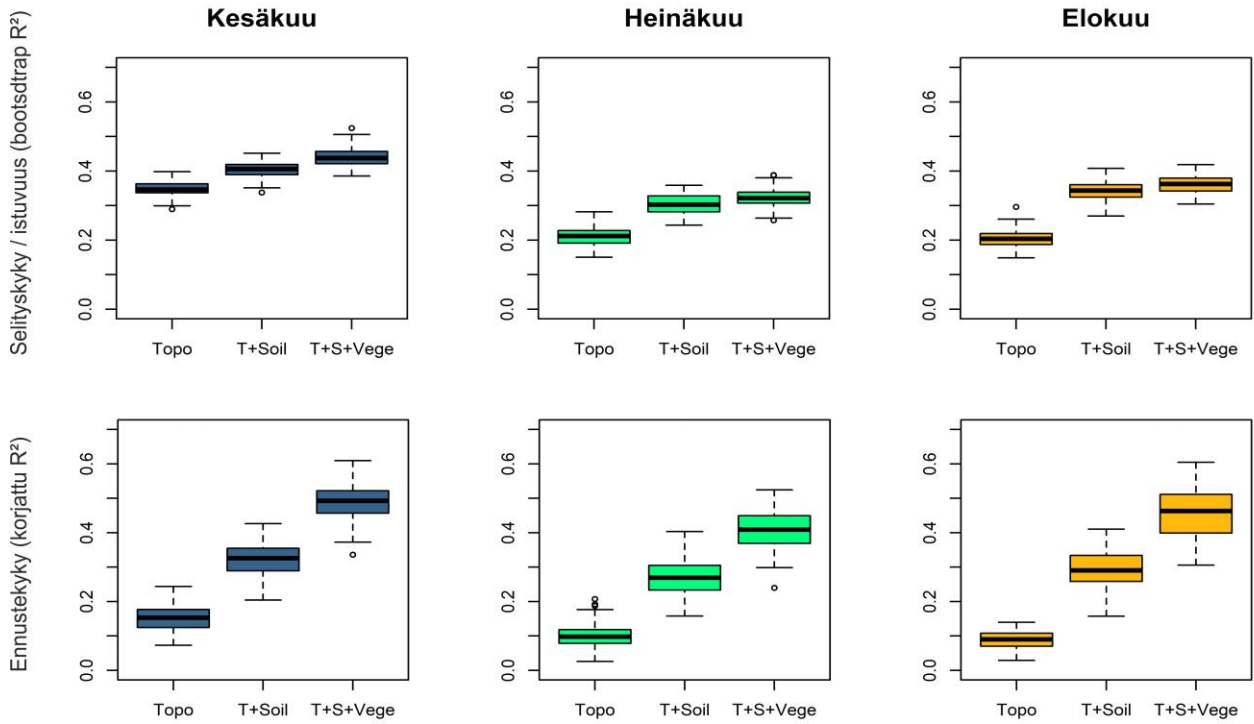 Kesäkuu Heinäkuu Elokuu
Selityskyky / istuvuus (bootsdtrap R²)
0.6 0.6 0.6
0.4 0.4 0.4
0.2 0.2 0.2
0.0 0.0 0.0
Topo T+Soil T+S+Vege Topo T+Soil T+S+Vege Topo T+Soil T+S+Vege
Ennustekyky (korjattu R²)
0.6 0.6 0.6
0.4 0.4 0.4
0.2 0.2 0.2
0.0 0.0 0.0
Topo T+Soil T+S+Vege Topo T+Soil T+S+Vege Topo T+Soil T+S+Vege